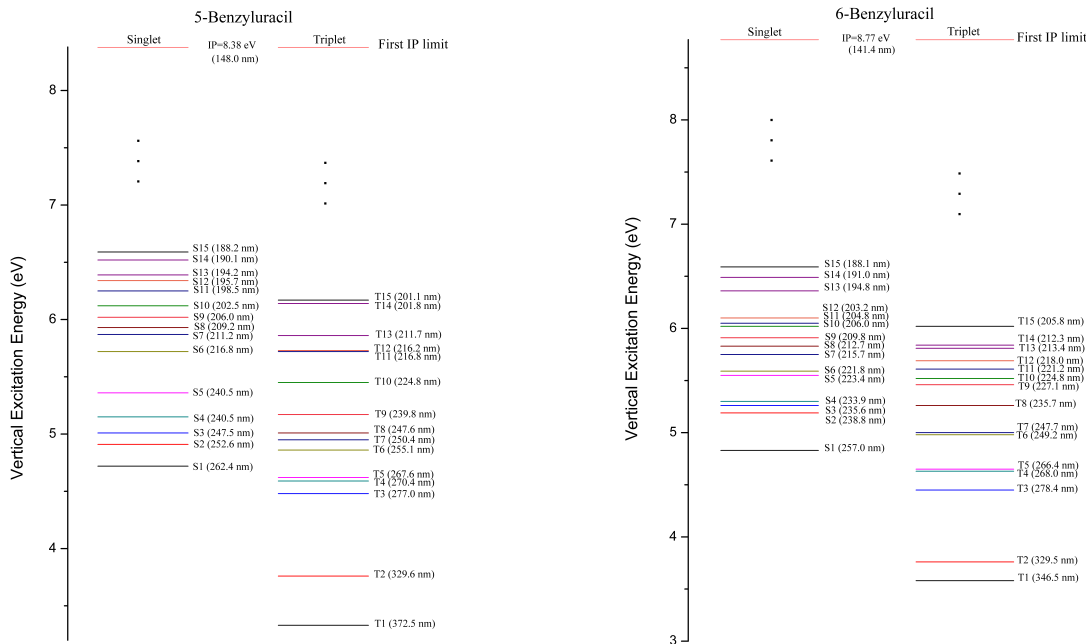 5-Benzyluracil
Singlet
IP=8.38 eV
(148.0 nm)
Triplet
First IP limit
Vertical Excitation Energy (eV)
8
7
6
5
4
S15 (188.2 nm)
S14 (190.1 nm)
S13 (194.2 nm)
S12 (195.7 nm)
S11 (198.5 nm)
S10 (202.5 nm)
S9 (206.0 nm)
S8 (209.2 nm)
S7 (211.2 nm)
S6 (216.8 nm)
S5 (240.5 nm)
S4 (240.5 nm)
S3 (247.5 nm)
S2 (252.6 nm)
S1 (262.4 nm)
T15 (201.1 nm)
T14 (201.8 nm)
T13 (211.7 nm)
T12 (216.2 nm)
T11 (216.8 nm)
T10 (224.8 nm)
T9 (239.8 nm)
T8 (247.6 nm)
T7 (250.4 nm)
T6 (255.1 nm)
T5 (267.6 nm)
T4 (270.4 nm)
T3 (277.0 nm)
T2 (329.6 nm)
T1 (372.5 nm)
6-Benzyluracil
Singlet
IP=8.77 eV
(141.4 nm)
Triplet
First IP limit
Vertical Excitation Energy (eV)
8
7
6
5
4
3
S15 (188.1 nm)
S14 (191.0 nm)
S13 (194.8 nm)
S12 (203.2 nm)
S11 (204.8 nm)
S10 (206.0 nm)
S9 (209.8 nm)
S8 (212.7 nm)
S7 (215.7 nm)
S6 (221.8 nm)
S5 (223.4 nm)
S4 (233.9 nm)
S3 (235.6 nm)
S2 (238.8 nm)
S1 (257.0 nm)
T15 (205.8 nm)
T14 (212.3 nm)
T13 (213.4 nm)
T12 (218.0 nm)
T11 (221.2 nm)
T10 (224.8 nm)
T9 (227.1 nm)
T8 (235.7 nm)
T7 (247.7 nm)
T6 (249.2 nm)
T5 (266.4 nm)
T4 (268.0 nm)
T3 (278.4 nm)
T2 (329.5 nm)
T1 (346.5 nm)